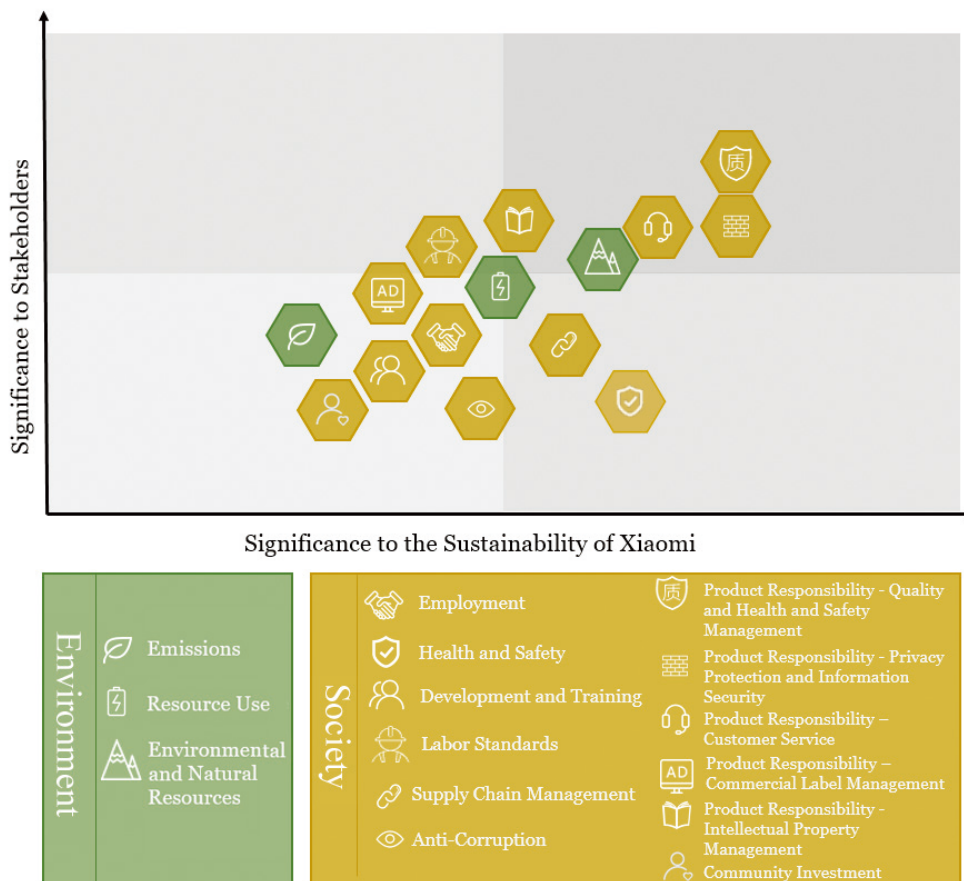 Significance to Stakeholders
质
AD
Significance to the Sustainability of Xiaomi
Environment
Emissions
Resource Use
Environmental
and Natural
Resources
Society
Employment
Health and Safety
Development and Training
Labor Standards
Supply Chain Management
Anti-Corruption
质
Product Responsibility - Quality
and Health and Safety
Management
Product Responsibility - Privacy
Protection and Information
Security
Product Responsibility –
Customer Service
AD
Product Responsibility –
Commercial Label Management
Product Responsibility -
Intellectual Property
Management
Community Investment